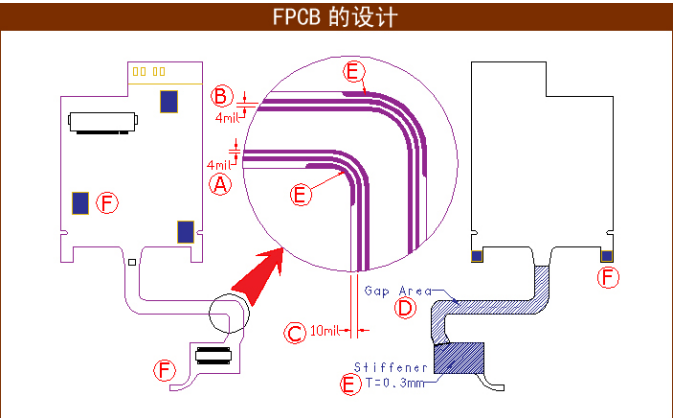 FPCB 的设计
E
B
4mil
4mil
A
E
F
F
Gap Area
D
C 10mil
F
Stiffener
E T=0.3mm